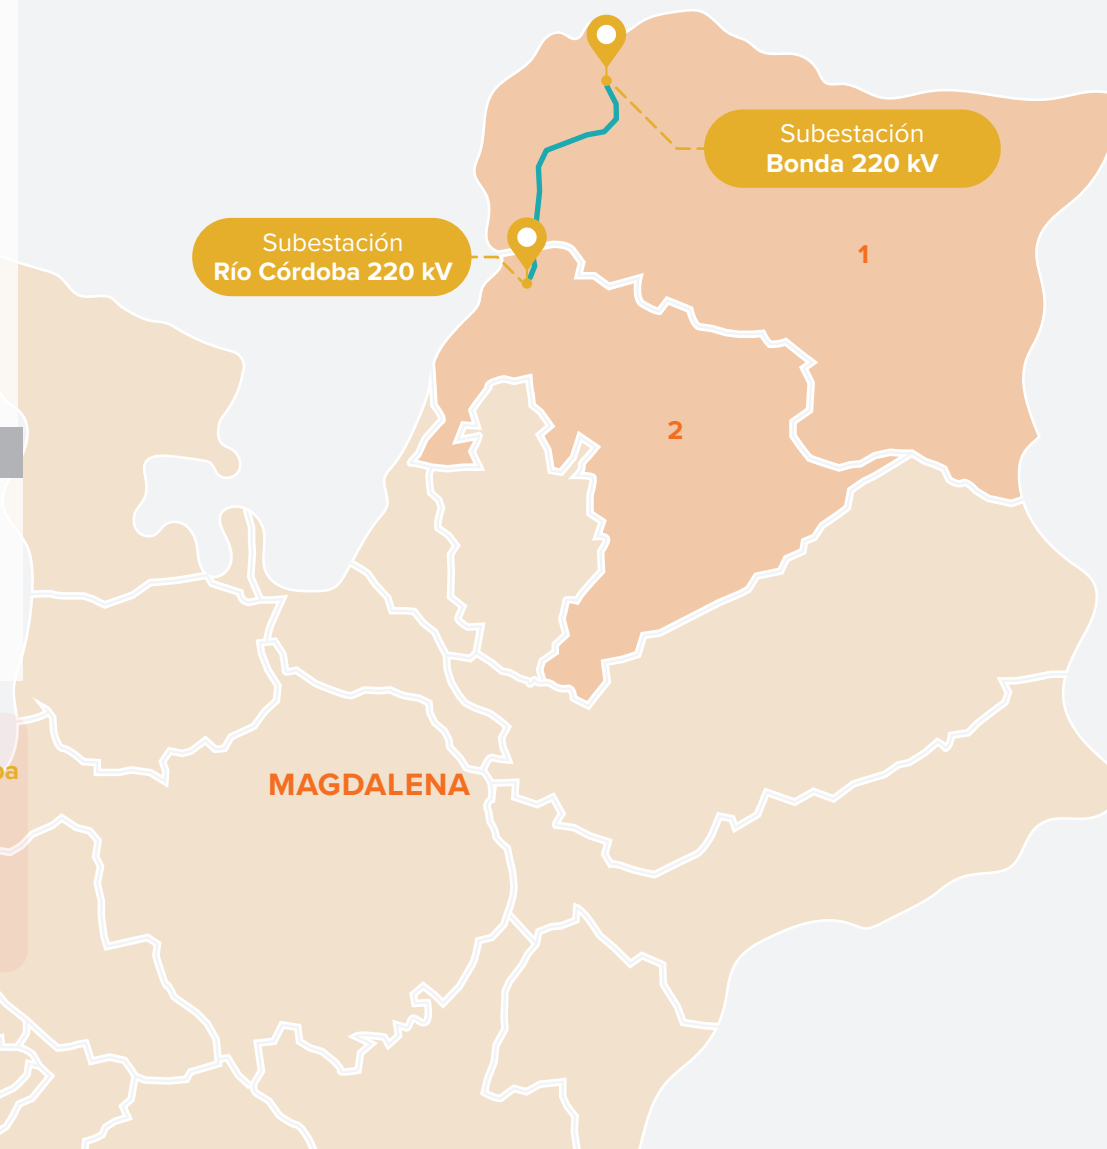 Subestación
Bonda 220 kV
Subestación
Río Córdoba 220 kV
1
2
MAGDALENA